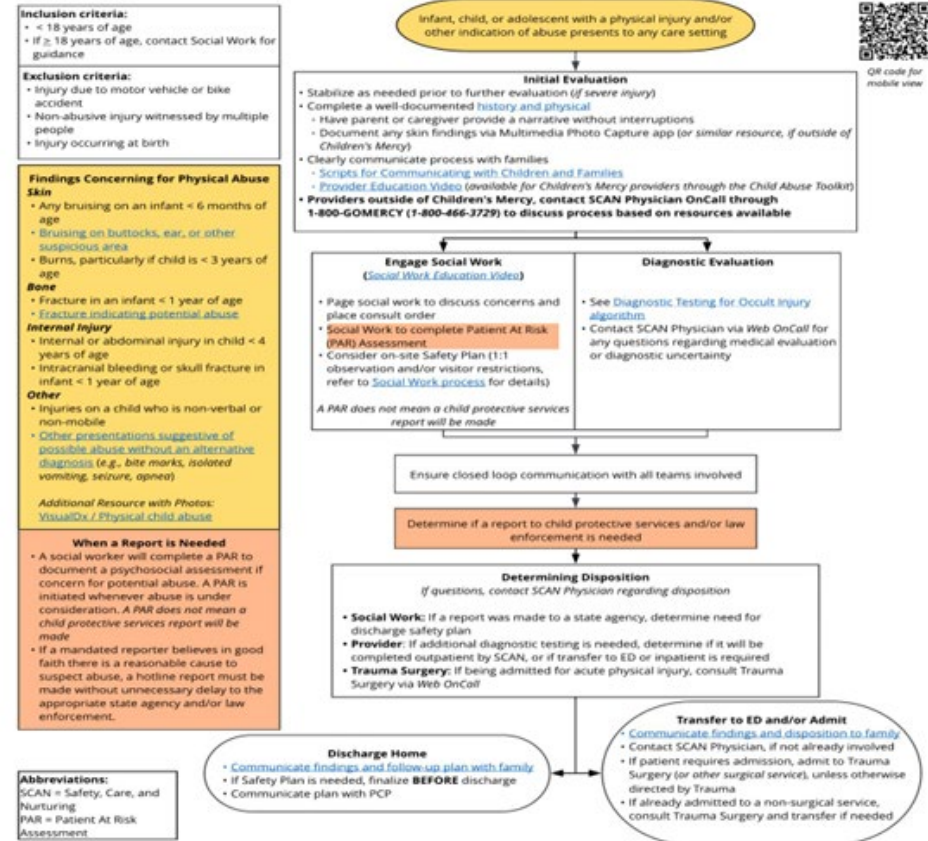 Inclusion criteria:
• < 18 years of age
• If ≥ 18 years of age, contact Social Work for
guidance
Exclusion criteria:
• Injury due to motor vehicle or bike
accident
• Non-abusive injury witnessed by multiple
people
• Injury occurring at birth
Findings Concerning for Physical Abuse
Skin
• Any bruising on an infant < 6 months of
age
• Bruising on buttocks, ear, or other
suspicious area
• Burns, particularly if child is < 3 years of
age
Bone
• Fracture in an infant < 1 year of age
• Fracture indicating potential abuse
Internal Injury
• Internal or abdominal injury in child < 4
years of age
• Intracranial bleeding or skull fracture in
infant < 1 year of age
Other
• Injuries on a child who is non-verbal or
non-mobile
• Other presentations suggestive of
possible abuse without an alternative
diagnosis (e.g., bite marks, isolated
vomiting, seizure, apnea)
Additional Resource with Photos:
VisualDx / Physical child abuse
When a Report is Needed
• A social worker will complete a PAR to
document a psychosocial assessment if
concern for potential abuse. A PAR is
initiated whenever abuse is under
consideration. A PAR does not mean a
child protective services report will be
made
• If a mandated reporter believes in good
faith there is a reasonable cause to
suspect abuse, a hotline report must be
made without unnecessary delay to the
appropriate state agency and/or law
enforcement.
Abbreviations:
SCAN = Safety, Care, and
Nurturing
PAR = Patient At Risk
Assessment
Infant, child, or adolescent with a physical injury and/or
other indication of abuse presents to any care setting
QR code for
mobile view
Initial Evaluation
• Stabilize as needed prior to further evaluation (if severe injury)
• Complete a well-documented history and physical
◦ Have parent or caregiver provide a narrative without interruptions
◦ Document any skin findings via Multimedia Photo Capture app (or similar resource, if outside of
Children's Mercy)
• Clearly communicate process with families
◦ Scripts for Communicating with Children and Families
◦ Provider Education Video (available for Children's Mercy providers through the Child Abuse Toolkit)
• Providers outside of Children's Mercy, contact SCAN Physician OnCall through
1-800-GOMERCY (1-800-466-3729) to discuss process based on resources available
Engage Social Work
(Social Work Education Video)
• Page social work to discuss concerns and
place consult order
• Social Work to complete Patient At Risk
(PAR) Assessment
• Consider on-site Safety Plan (1:1
observation and/or visitor restrictions,
refer to Social Work process for details)
A PAR does not mean a child protective services
report will be made
Diagnostic Evaluation
• See Diagnostic Testing for Occult Injury
algorithm
• Contact SCAN Physician via Web OnCall for
any questions regarding medical evaluation
or diagnostic uncertainty
Ensure closed loop communication with all teams involved
Determine if a report to child protective services and/or law
enforcement is needed
Determining Disposition
If questions, contact SCAN Physician regarding disposition
• Social Work: If a report was made to a state agency, determine need for
discharge safety plan
• Provider: If additional diagnostic testing is needed, determine if it will be
completed outpatient by SCAN, or if transfer to ED or inpatient is required
• Trauma Surgery: If being admitted for acute physical injury, consult Trauma
Surgery via Web OnCall
Discharge Home
• Communicate findings and follow-up plan with family
• If Safety Plan is needed, finalize BEFORE discharge
• Communicate plan with PCP
Transfer to ED and/or Admit
• Communicate findings and disposition to family
• Contact SCAN Physician, if not already involved
• If patient requires admission, admit to Trauma
Surgery (or other surgical service), unless otherwise
directed by Trauma
• If already admitted to a non-surgical service,
consult Trauma Surgery and transfer if needed